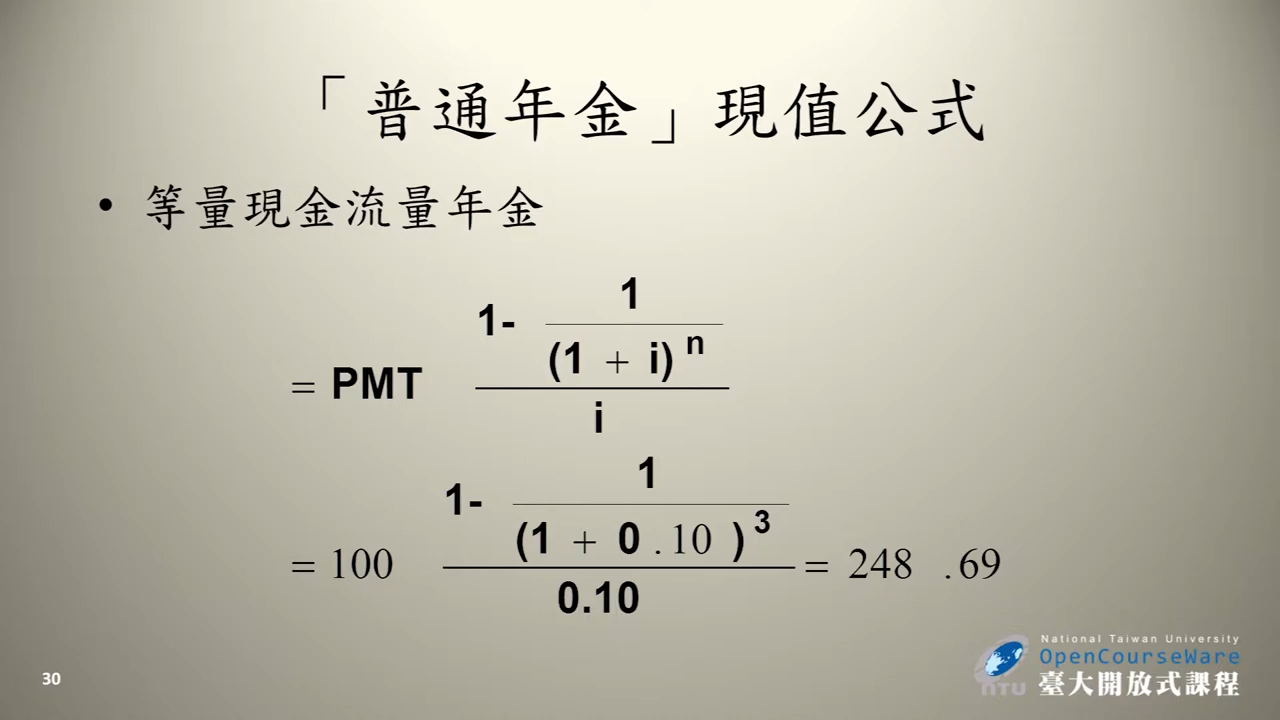 「普通年金」現值公式
• 等量現金流量年金
1
1-
(1 + i) n
= PMT
i
1
1-
(1 + 0 .10 ) 3
= 100 = 248 .69
0.10
National Taiwan University
OpenCourseWare
NTU 臺大開放式課程
30